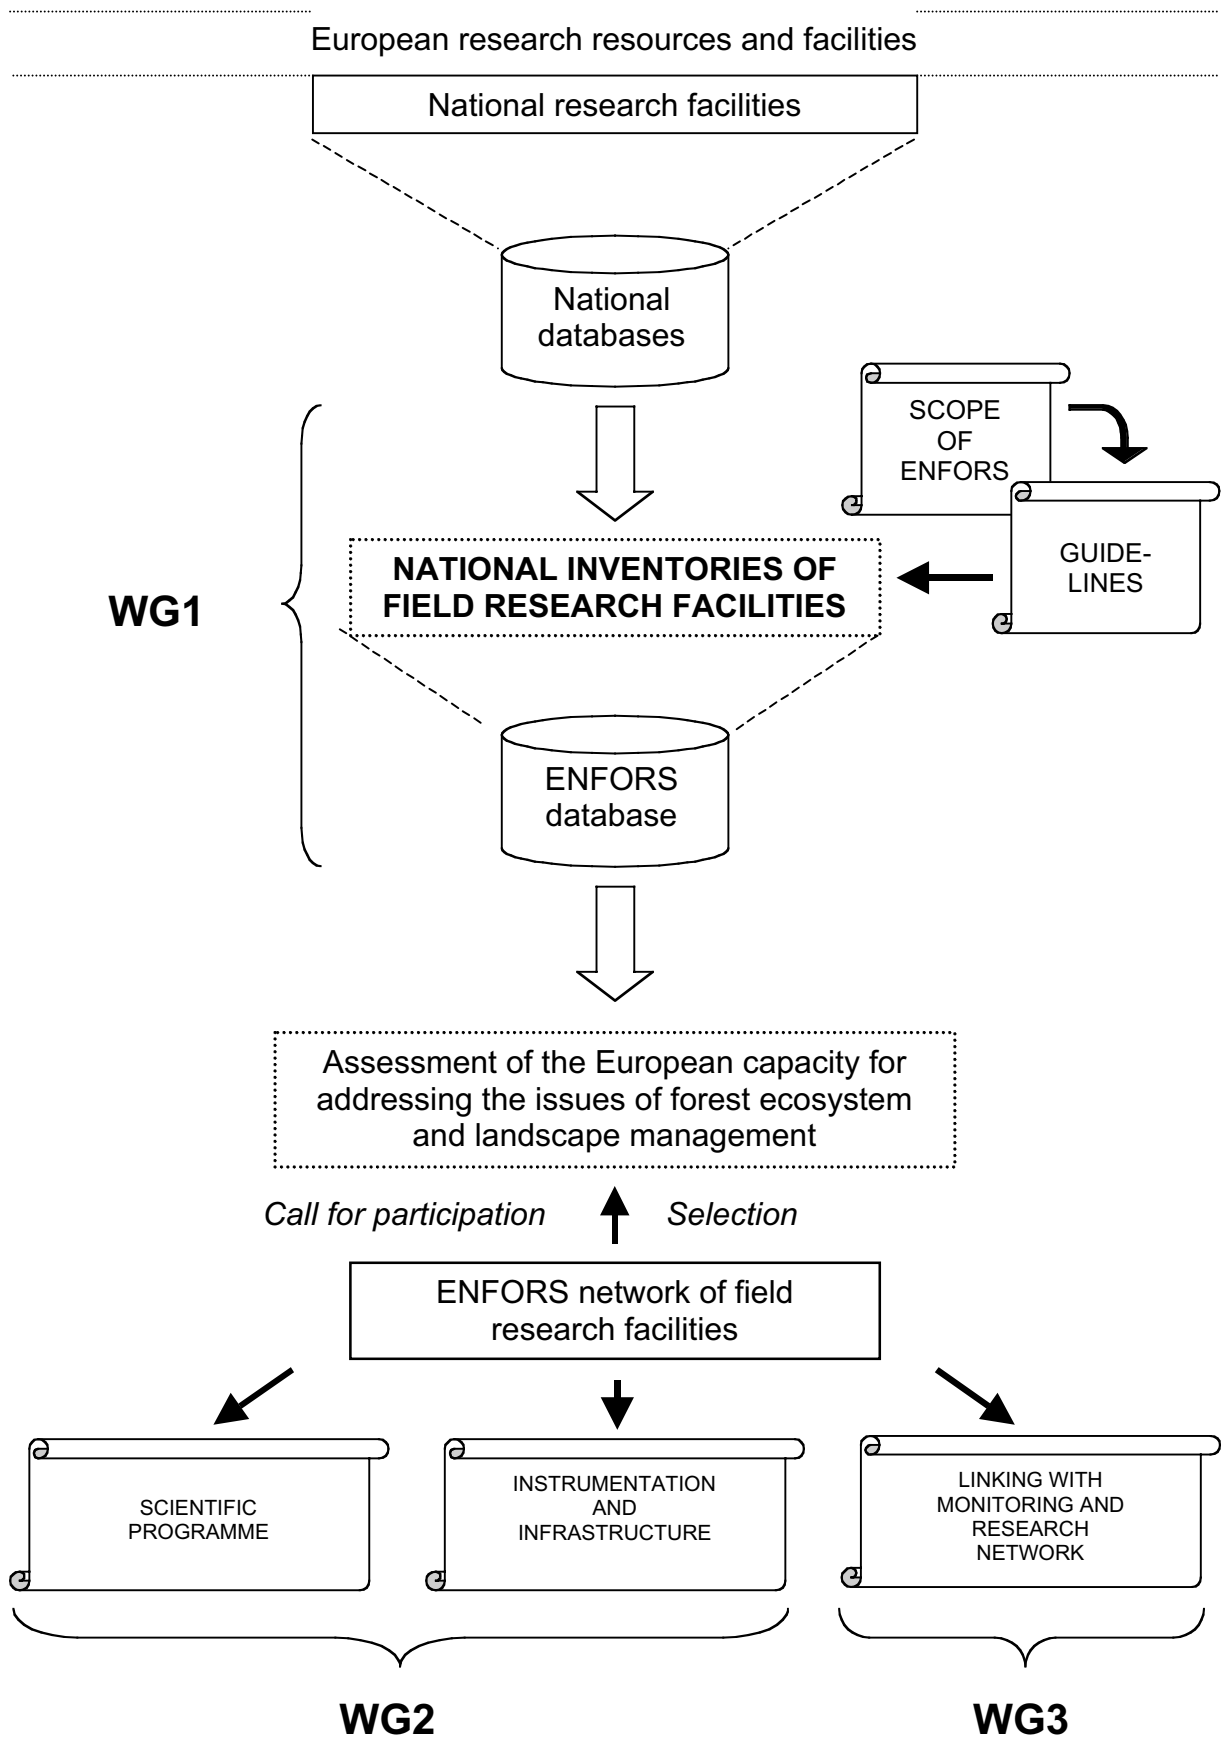 European research resources and facilities
National research facilities
National
databases
SCOPE
OF
ENFORS
GUIDE-
LINES
NATIONAL INVENTORIES OF
FIELD RESEARCH FACILITIES
WG1
ENFORS
database
Assessment of the European capacity for
addressing the issues of forest ecosystem
and landscape management
Call for participation
Selection
ENFORS network of field
research facilities
SCIENTIFIC
PROGRAMME
INSTRUMENTATION
AND
INFRASTRUCTURE
LINKING WITH
MONITORING AND
RESEARCH
NETWORK
WG2
WG3